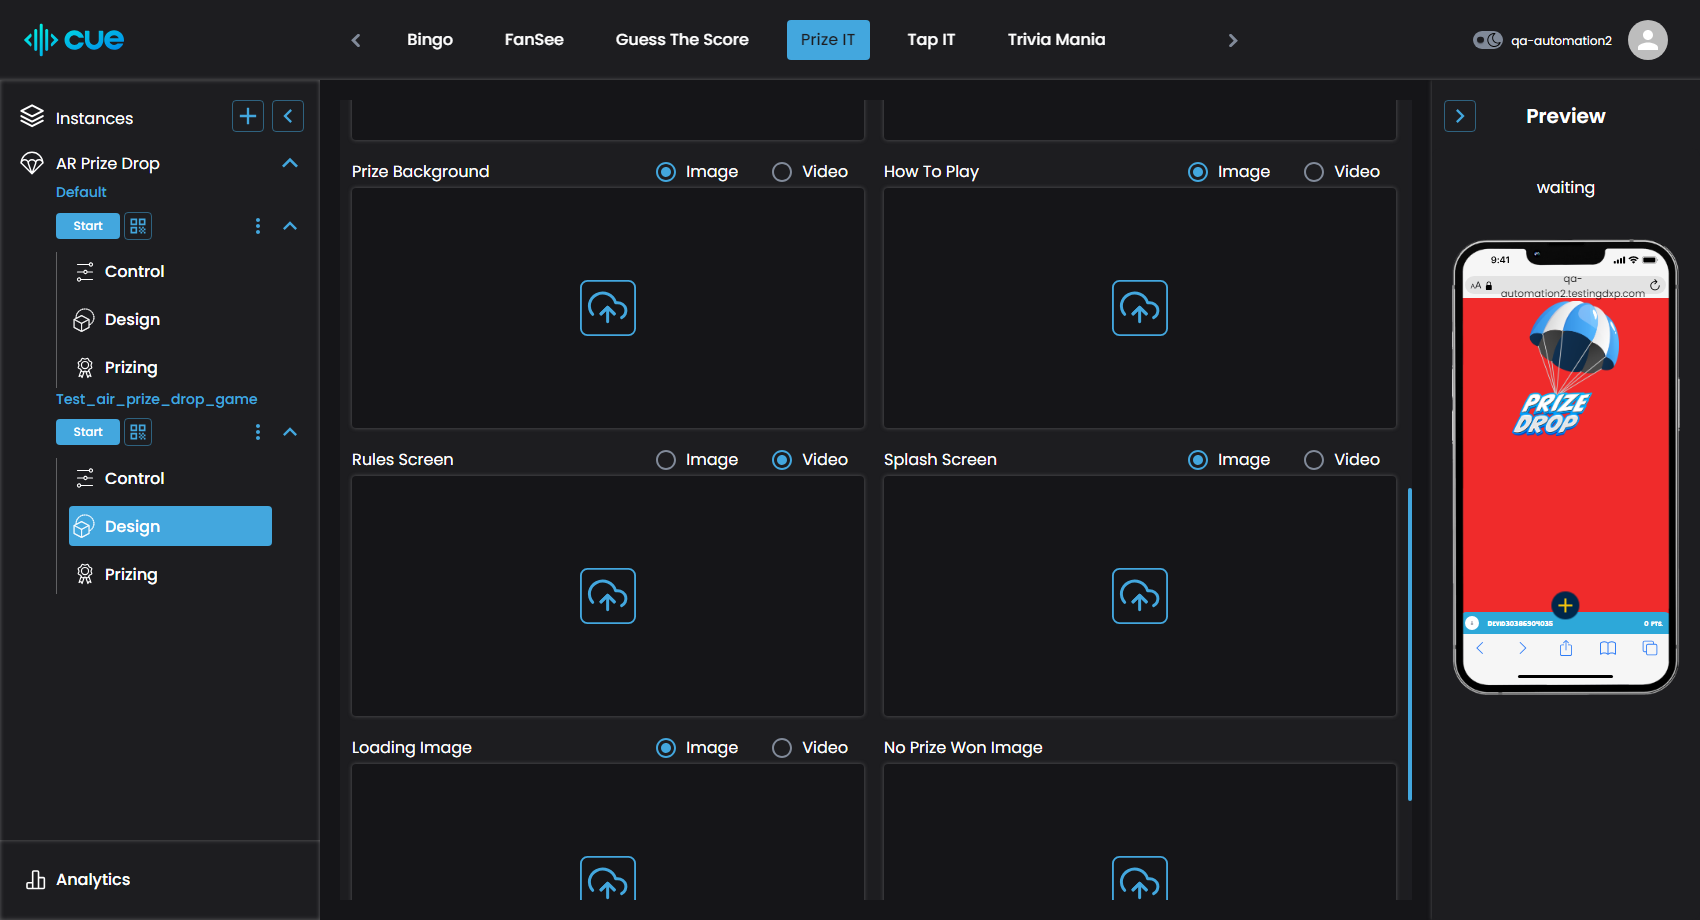 cue
Bingo
FanSee
Guess The Score
Prize IT
Tap IT
Trivia Mania
qa-automation2
Instances
AR Prize Drop
Default
Start
Control
Design
Prizing
Test_air_prize_drop_game
Start
Control
Design
Prizing
Analytics
Prize Background
Image
Video
How To Play
Image
Video
Rules Screen
Image
Video
Splash Screen
Image
Video
Loading Image
Image
Video
No Prize Won Image
Preview
waiting
9:41
AA
qa-
automation2.testingdxp.com
PRIZE
DROP
0 PTS.